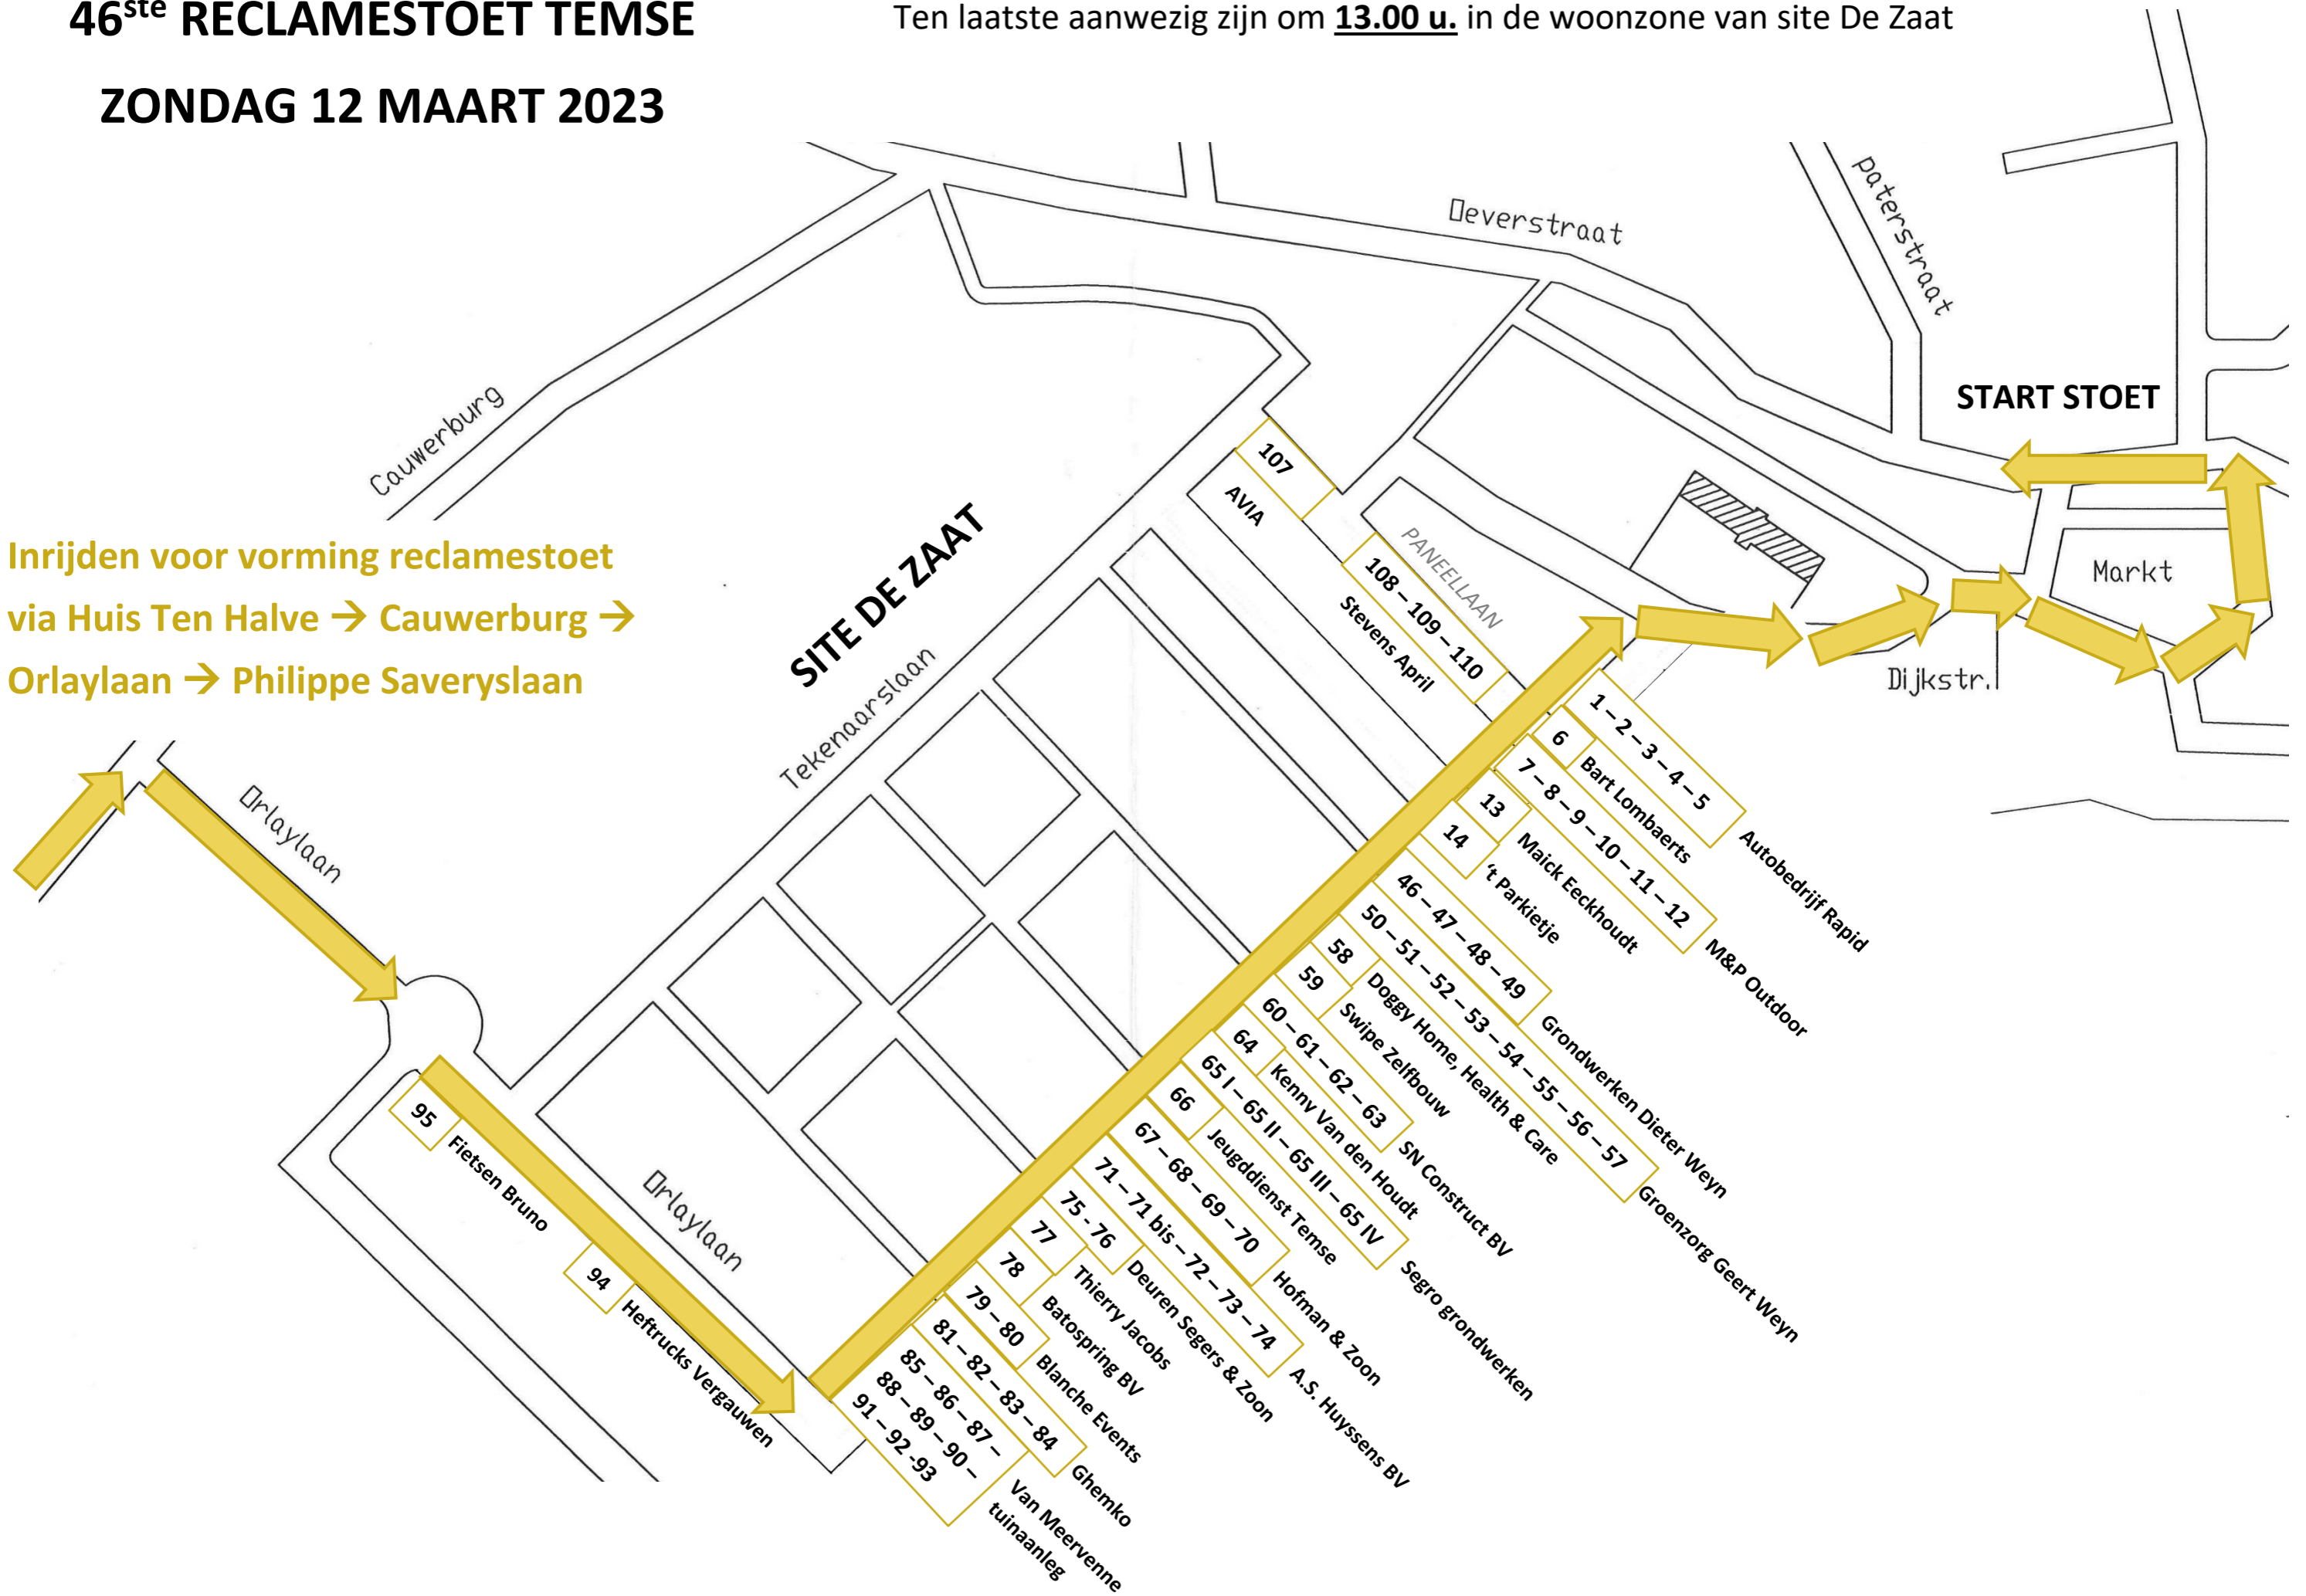 46ste RECLAMESTOET TEMSE
ZONDAG 12 MAART 2023
Ten laatste aanwezig zijn om 13.00 u. in de woonzone van site De Zaat
Oeverstraat
paterstraat
START STOET
Cauwerburg
Inrijden voor vorming reclamestoet
via Huis Ten Halve → Cauwerburg →
Orlaylaan → Philippe Saveryslaan
SITE DE ZAAT
Tekenaarslaan
107
AVIA
PANEELLAAN
108 – 109 – 110
Stevens April
Markt
Dijkstr.
Orlaylaan
1 – 2 – 3 – 4 – 5
Autobedrijf Rapid
6
Bart Lombaerts
7 – 8 – 9 – 10 – 11 – 12
M&P Outdoor
13
Maick Eeckhoudt
14
‘t Parkietje
46 – 47 – 48 – 49
Grondwerken Dieter Weyn
50 – 51 – 52 – 53 – 54 – 55 – 56 – 57
Groenzorg Geert Weyn
58
Doggy Home, Health & Care
59
Swipe Zelfbouw
60 – 61 – 62 – 63
SN Construct BV
64
Kenny Van den Houdt
65 I – 65 II – 65 III – 65 IV
Segro grondwerken
66
Jeugddienst Temse
67 – 68 – 69 – 70
Hofman & Zoon
71 – 71 bis – 72 – 73 – 74
A.S. Huyssens BV
75 - 76
Deuren Segers & Zoon
77
Thierry Jacobs
78
Batospring BV
79 – 80
Blanche Events
81 – 82 – 83 – 84
Ghemko
85 – 86 – 87 –
88 – 89 – 90 –
91 – 92 -93
Van Meervenne
tuinaanleg
Orlaylaan
94
Heftrucks Vergauwen
95
Fietsen Bruno